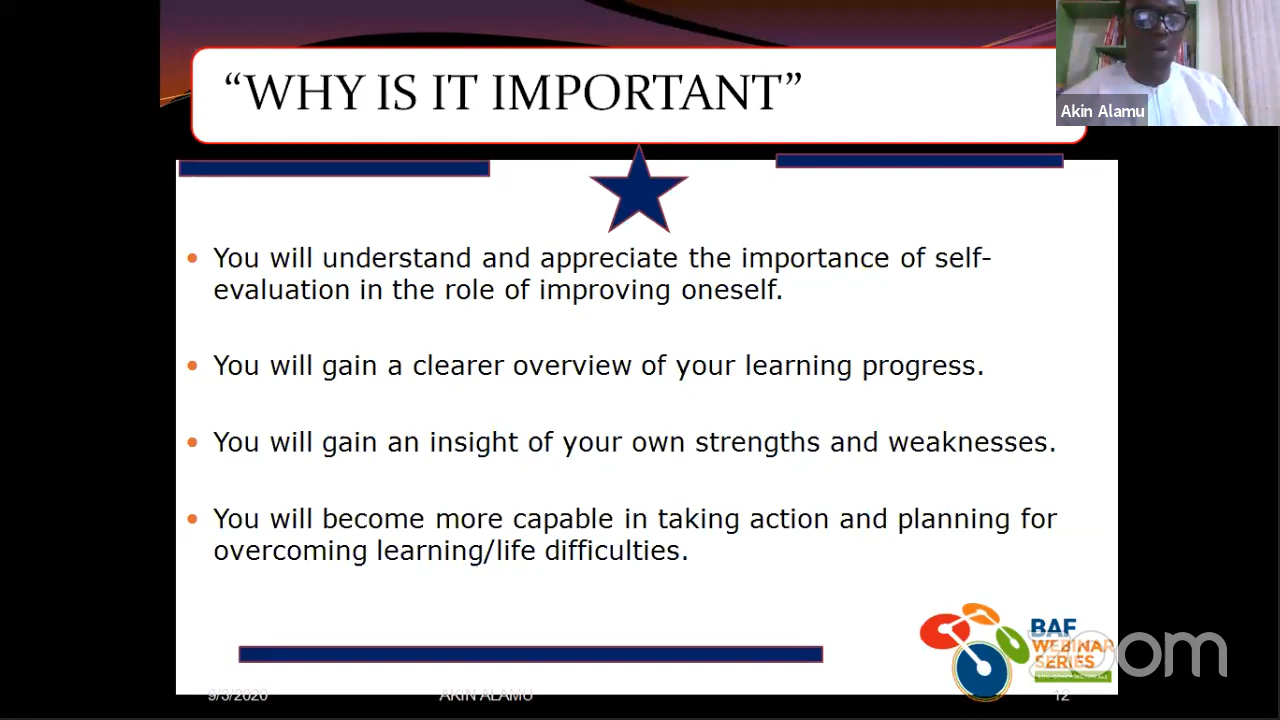 “WHY IS IT IMPORTANT”
Akin Alamu
• You will understand and appreciate the importance of self-
evaluation in the role of improving oneself.
• You will gain a clearer overview of your learning progress.
• You will gain an insight of your own strengths and weaknesses.
• You will become more capable in taking action and planning for
overcoming learning/life difficulties.
BAF
WEBINAR
SERIES
zoom
9/3/2020
AKIN ALAMU
12